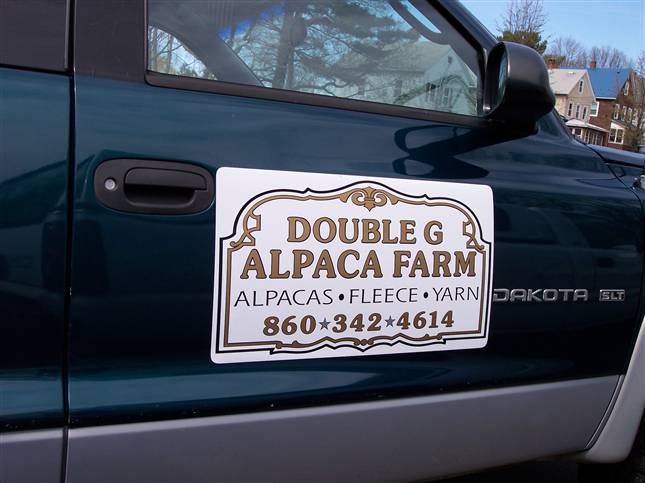 DOUBLE G
ALPACA FARM
ALPACAS • FLEECE • YARN
860★342★4614
DAKOTA SLT